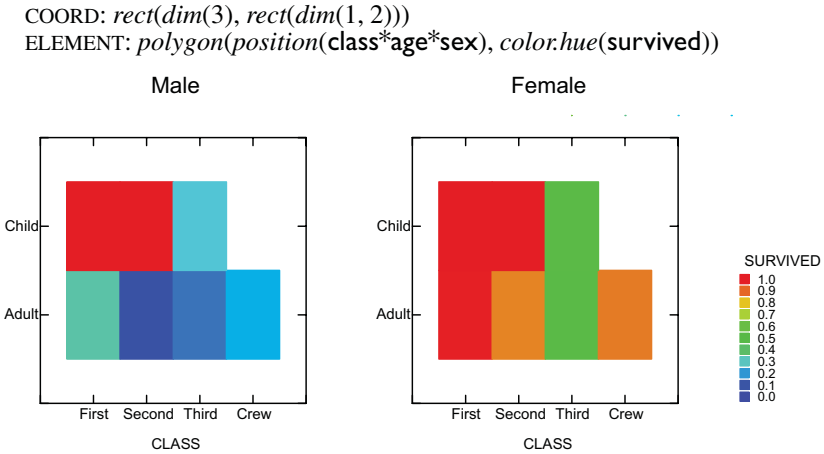 COORD: rect(dim(3), rect(dim(1, 2)))
ELEMENT: polygon(position(class*age*sex), color.hue(survived))
Male
Female
Child
Adult
First Second Third Crew
CLASS
Child
Adult
First Second Third Crew
CLASS
SURVIVED
1.0
0.9
0.8
0.7
0.6
0.5
0.4
0.3
0.2
0.1
0.0